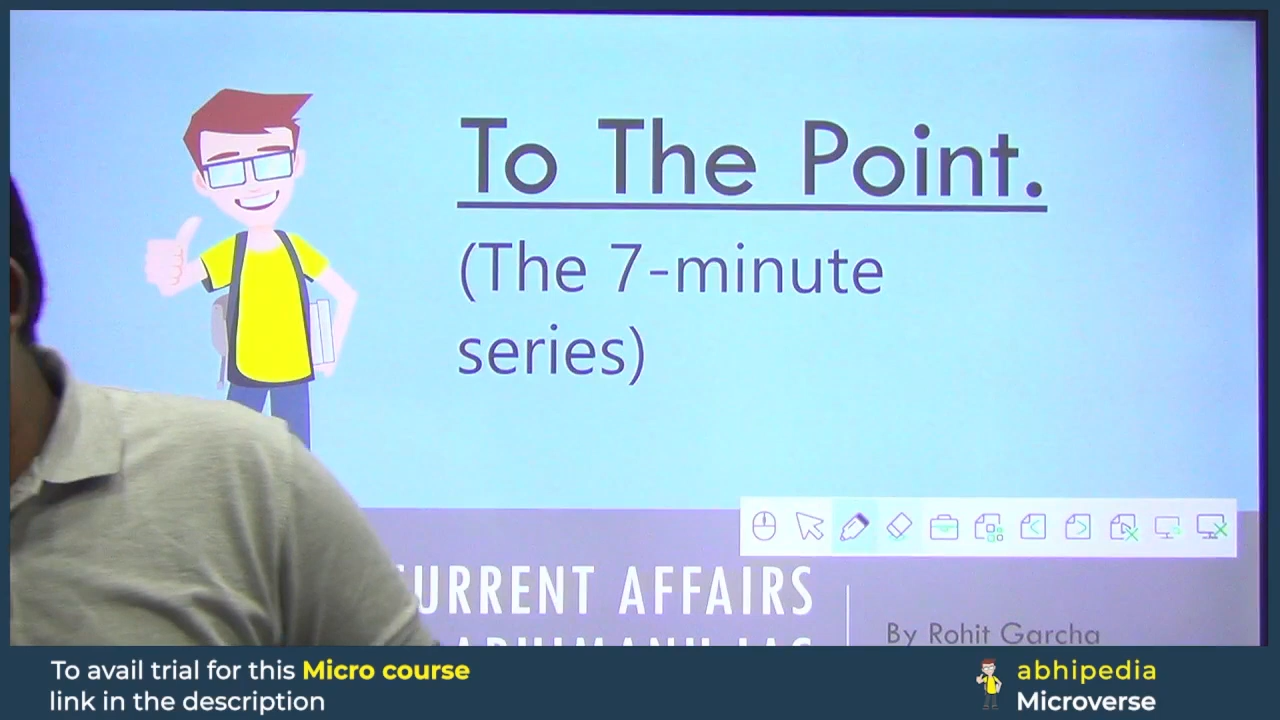 To The Point.
(The 7-minute
series)
AFFAIRS
By Rohit Garcha
To avail trial for this Micro course
link in the description
abhipedia
Microverse